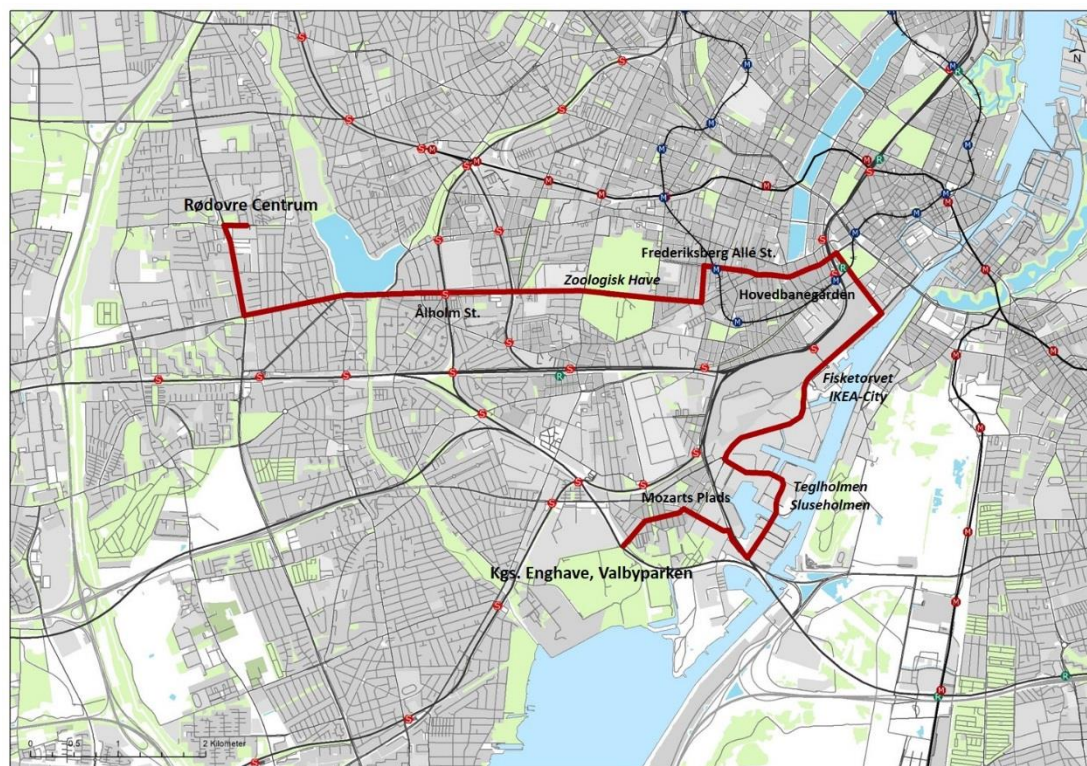 N
Rødovre Centrum
Frederiksberg Allé St.
Zoologisk Have
Hovedbanegården
Ålholm St.
Fisketorvet
IKEA-City
Teglholmen
Sluseholmen
Mozarts Plads
Kgs. Enghave, Valbyparken
0 0,5 1 2 Kilometer